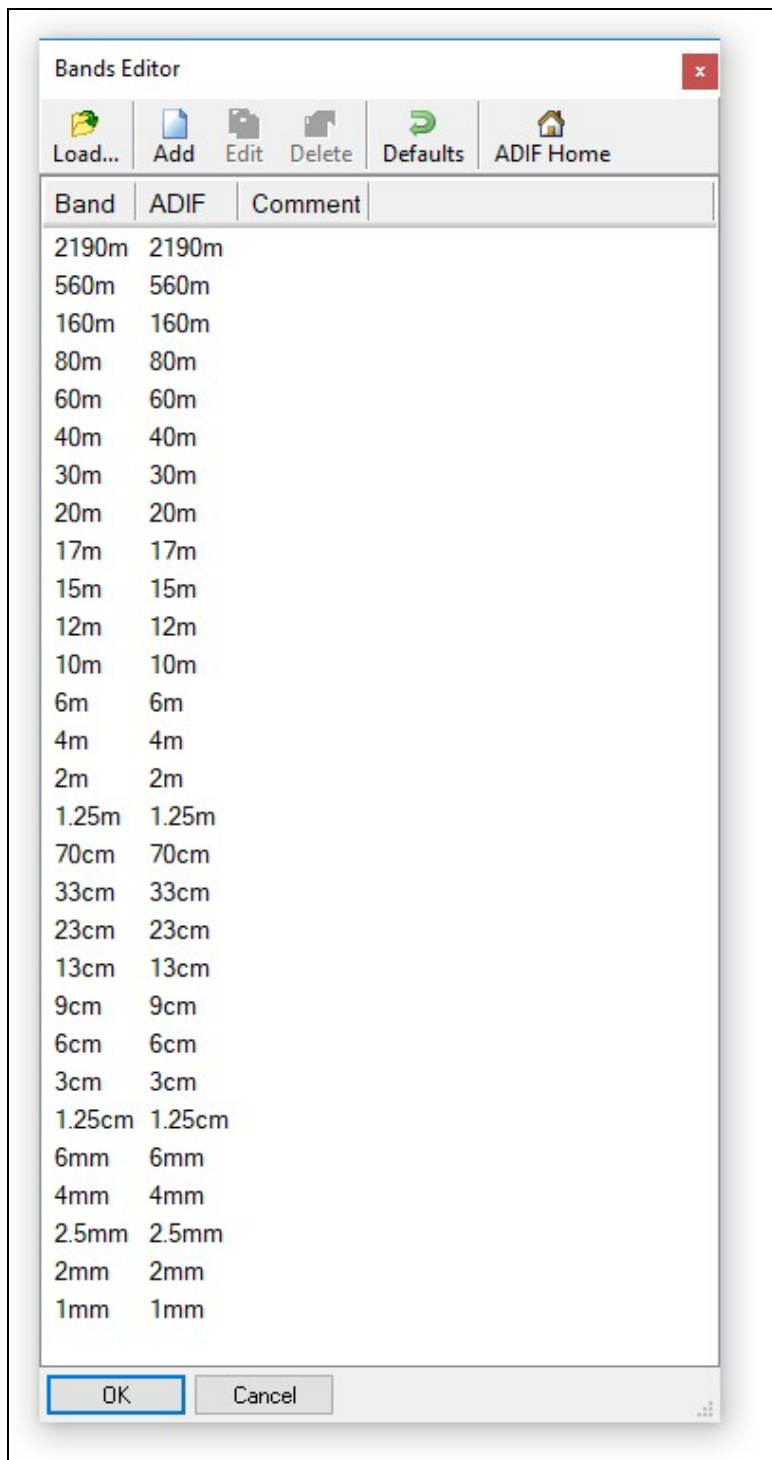 Bands Editor
x
Load... Add Edit Delete Defaults ADIF Home
Band ADIF Comment
2190m 2190m
560m 560m
160m 160m
80m 80m
60m 60m
40m 40m
30m 30m
20m 20m
17m 17m
15m 15m
12m 12m
10m 10m
6m 6m
4m 4m
2m 2m
1.25m 1.25m
70cm 70cm
33cm 33cm
23cm 23cm
13cm 13cm
9cm 9cm
6cm 6cm
3cm 3cm
1.25cm 1.25cm
6mm 6mm
4mm 4mm
2.5mm 2.5mm
2mm 2mm
1mm 1mm
OK Cancel